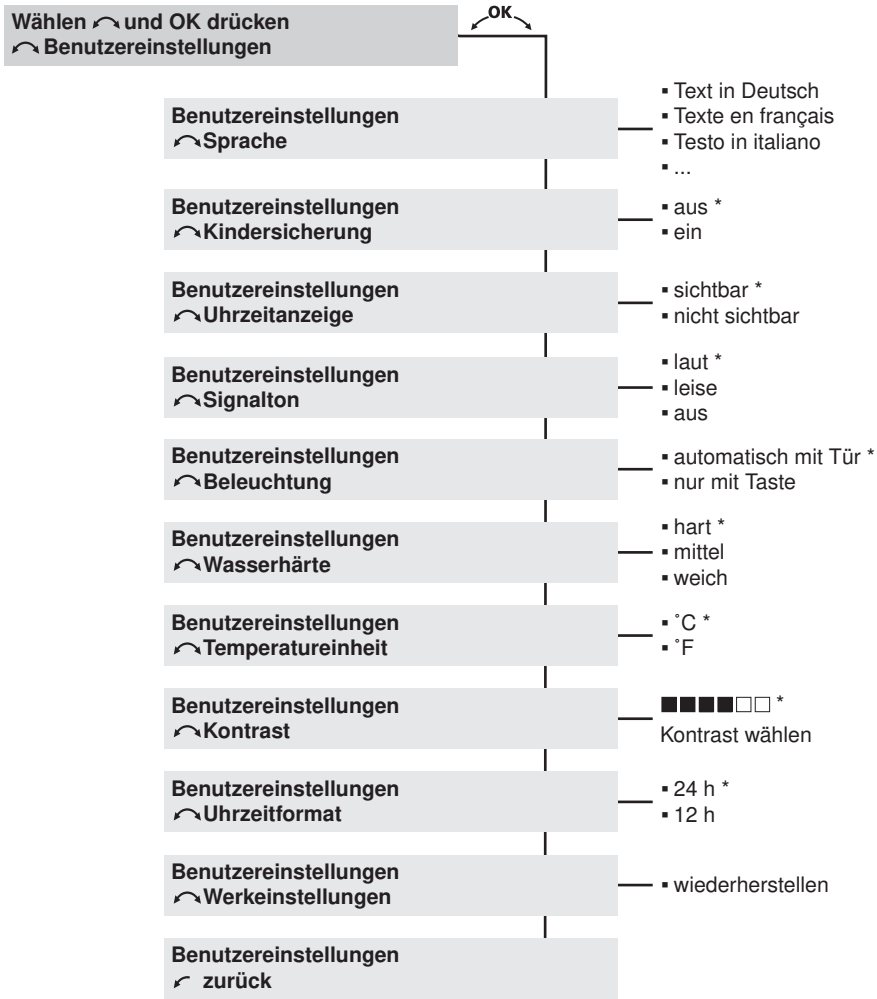 Wählen und OK drücken
Benutzereinstellungen
OK
Benutzereinstellungen
Sprache
▪ Text in Deutsch
▪ Texte en français
▪ Testo in italiano
▪ ...
Benutzereinstellungen
Kindersicherung
▪ aus *
▪ ein
Benutzereinstellungen
Uhrzeitanzeige
▪ sichtbar *
▪ nicht sichtbar
Benutzereinstellungen
Signalton
▪ laut *
▪ leise
▪ aus
Benutzereinstellungen
Beleuchtung
▪ automatisch mit Tür *
▪ nur mit Taste
Benutzereinstellungen
Wasserhärte
▪ hart *
▪ mittel
▪ weich
Benutzereinstellungen
Temperatureinheit
▪ °C *
▪ °F
Benutzereinstellungen
Kontrast
■■■■□□ *
Kontrast wählen
Benutzereinstellungen
Uhrzeitformat
▪ 24 h *
▪ 12 h
Benutzereinstellungen
Werkeinstellungen
▪ wiederherstellen
Benutzereinstellungen
zurück